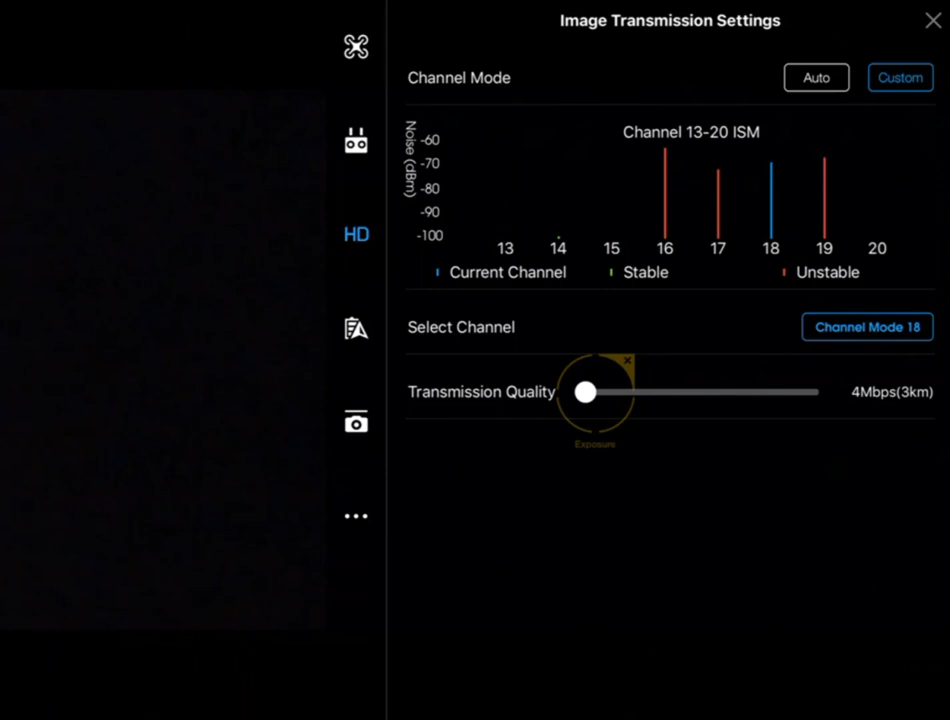 Image Transmission Settings
Channel Mode
Auto
Custom
Channel 13-20 ISM
Noise (dBm)
-60
-70
-80
-90
-100
13 14 15 16 17 18 19 20
Current Channel
Stable
Unstable
HD
Select Channel
Channel Mode 18
Transmission Quality
4Mbps(3km)
Exposure